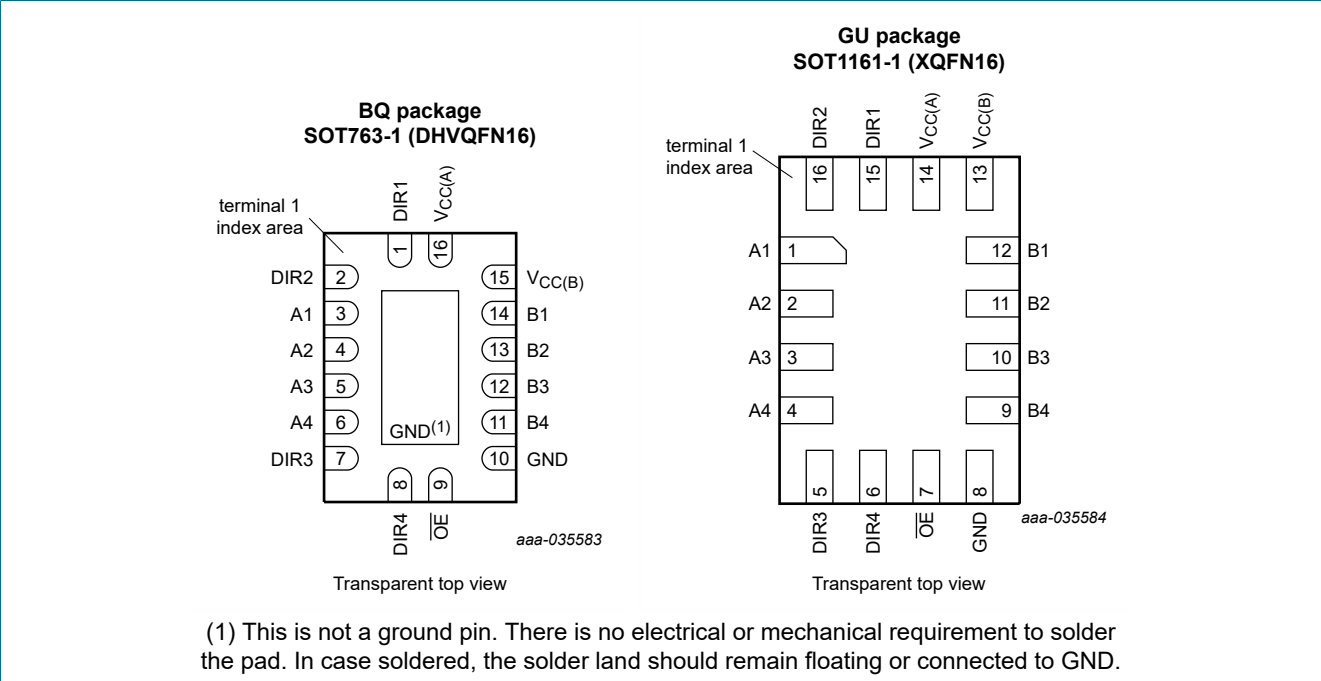 BQ package
SOT763-1 (DHVQFN16)
terminal 1
index area
DIR1
VCC(A)
1
16
DIR2 2
15 VCC(B)
A1 3
14 B1
A2 4
13 B2
A3 5
12 B3
A4 6
11 B4
GND(1)
DIR3 7
10 GND
8
9
DIR4
OE
aaa-035583
Transparent top view
GU package
SOT1161-1 (XQFN16)
terminal 1
index area
DIR2
DIR1
VCC(A)
VCC(B)
16
15
14
13
A1 1
12 B1
A2 2
11 B2
A3 3
10 B3
A4 4
9 B4
5
6
7
8
DIR3
DIR4
OE
GND
aaa-035584
Transparent top view
(1) This is not a ground pin. There is no electrical or mechanical requirement to solder
the pad. In case soldered, the solder land should remain floating or connected to GND.